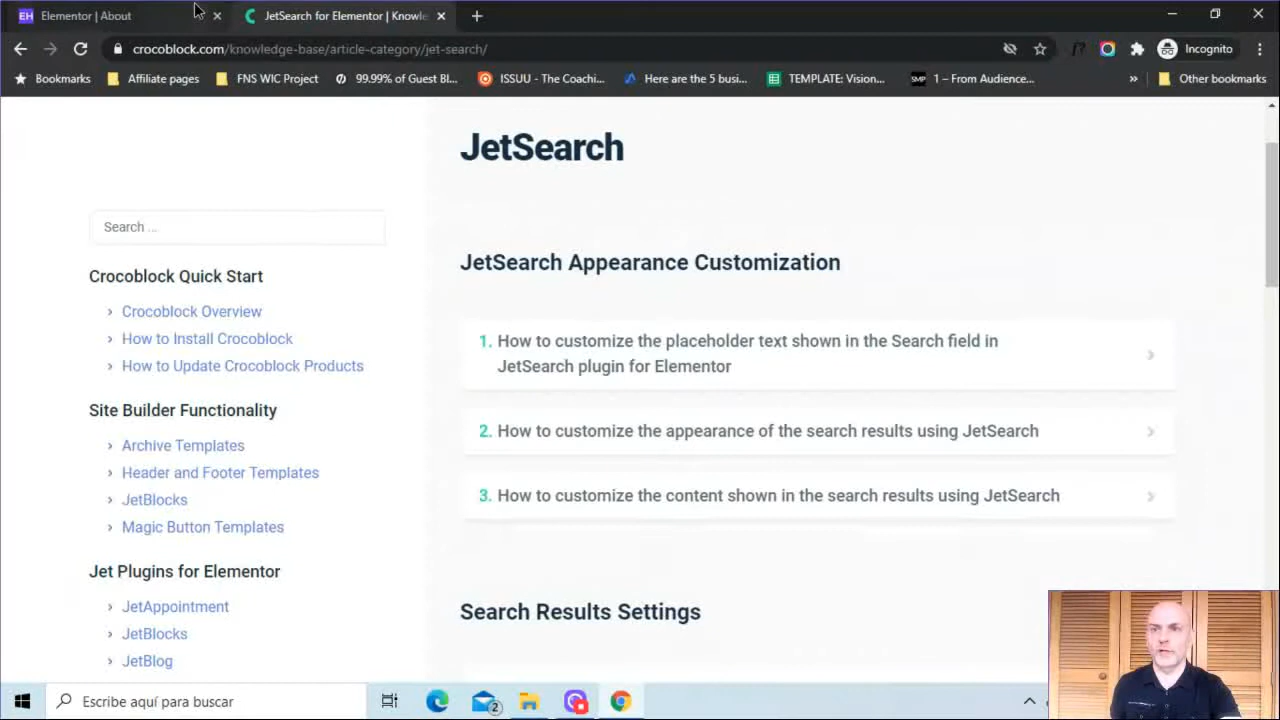 EH Elementor | About
JetSearch for Elementor | Knowle
crocoblock.com/knowledge-base/article-category/jet-search/
Incognito
Bookmarks
Affiliate pages
FNS WIC Project
99.99% of Guest Bl...
ISSUU - The Coachi...
Here are the 5 busi...
TEMPLATE: Vision...
1 – From Audience...
»
Other bookmarks
JetSearch
Search ...
Crocoblock Quick Start
Crocoblock Overview
How to Install Crocoblock
How to Update Crocoblock Products
Site Builder Functionality
Archive Templates
Header and Footer Templates
JetBlocks
Magic Button Templates
Jet Plugins for Elementor
JetAppointment
JetBlocks
JetBlog
JetSearch Appearance Customization
1. How to customize the placeholder text shown in the Search field in
JetSearch plugin for Elementor
2. How to customize the appearance of the search results using JetSearch
3. How to customize the content shown in the search results using JetSearch
Search Results Settings
Escribe aquí para buscar
2